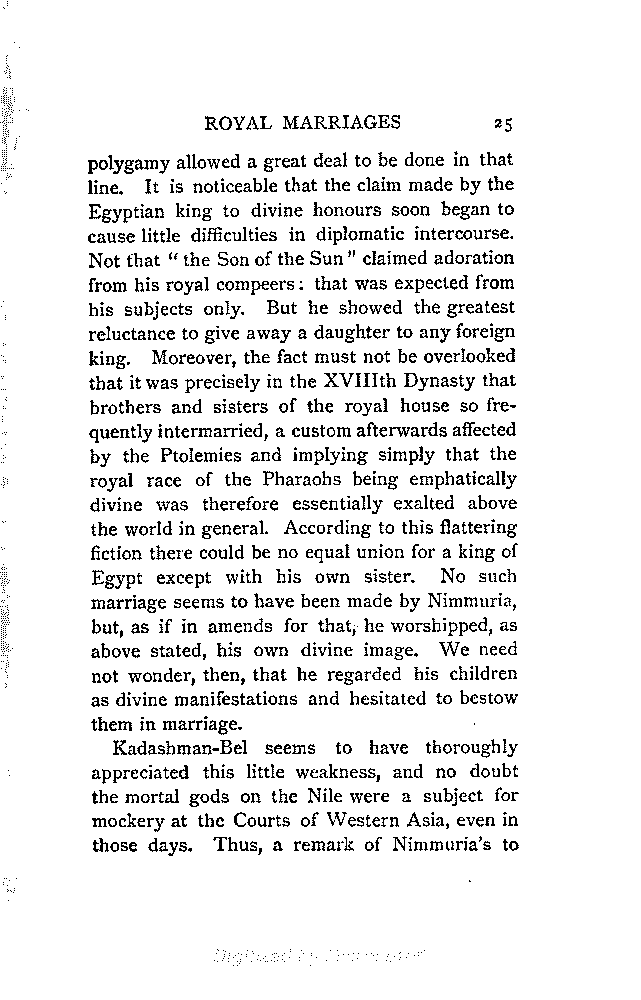 ROYAL MARRIAGES 25
polygamy allowed a great deal to be done in that
line. It is noticeable that the claim made by the
Egyptian king to divine honours soon began to
cause little difficulties in diplomatic intercourse.
Not that "the Son of the Sun" claimed adoration
from his royal compeers: that was expected from
his subjects only. But he showed the greatest
reluctance to give away a daughter to any foreign
king. Moreover, the fact must not be overlooked
that it was precisely in the XVIIIth Dynasty that
brothers and sisters of the royal house so fre-
quently intermarried, a custom afterwards affected
by the Ptolemies and implying simply that the
royal race of the Pharaohs being emphatically
divine was therefore essentially exalted above
the world in general. According to this flattering
fiction there could be no equal union for a king of
Egypt except with his own sister. No such
marriage seems to have been made by Nimmuria,
but, as if in amends for that, he worshipped, as
above stated, his own divine image. We need
not wonder, then, that he regarded his children
as divine manifestations and hesitated to bestow
them in marriage.
Kadashman-Bel seems to have thoroughly
appreciated this little weakness, and no doubt
the mortal gods on the Nile were a subject for
mockery at the Courts of Western Asia, even in
those days. Thus, a remark of Nimmuria's to
Digitized by